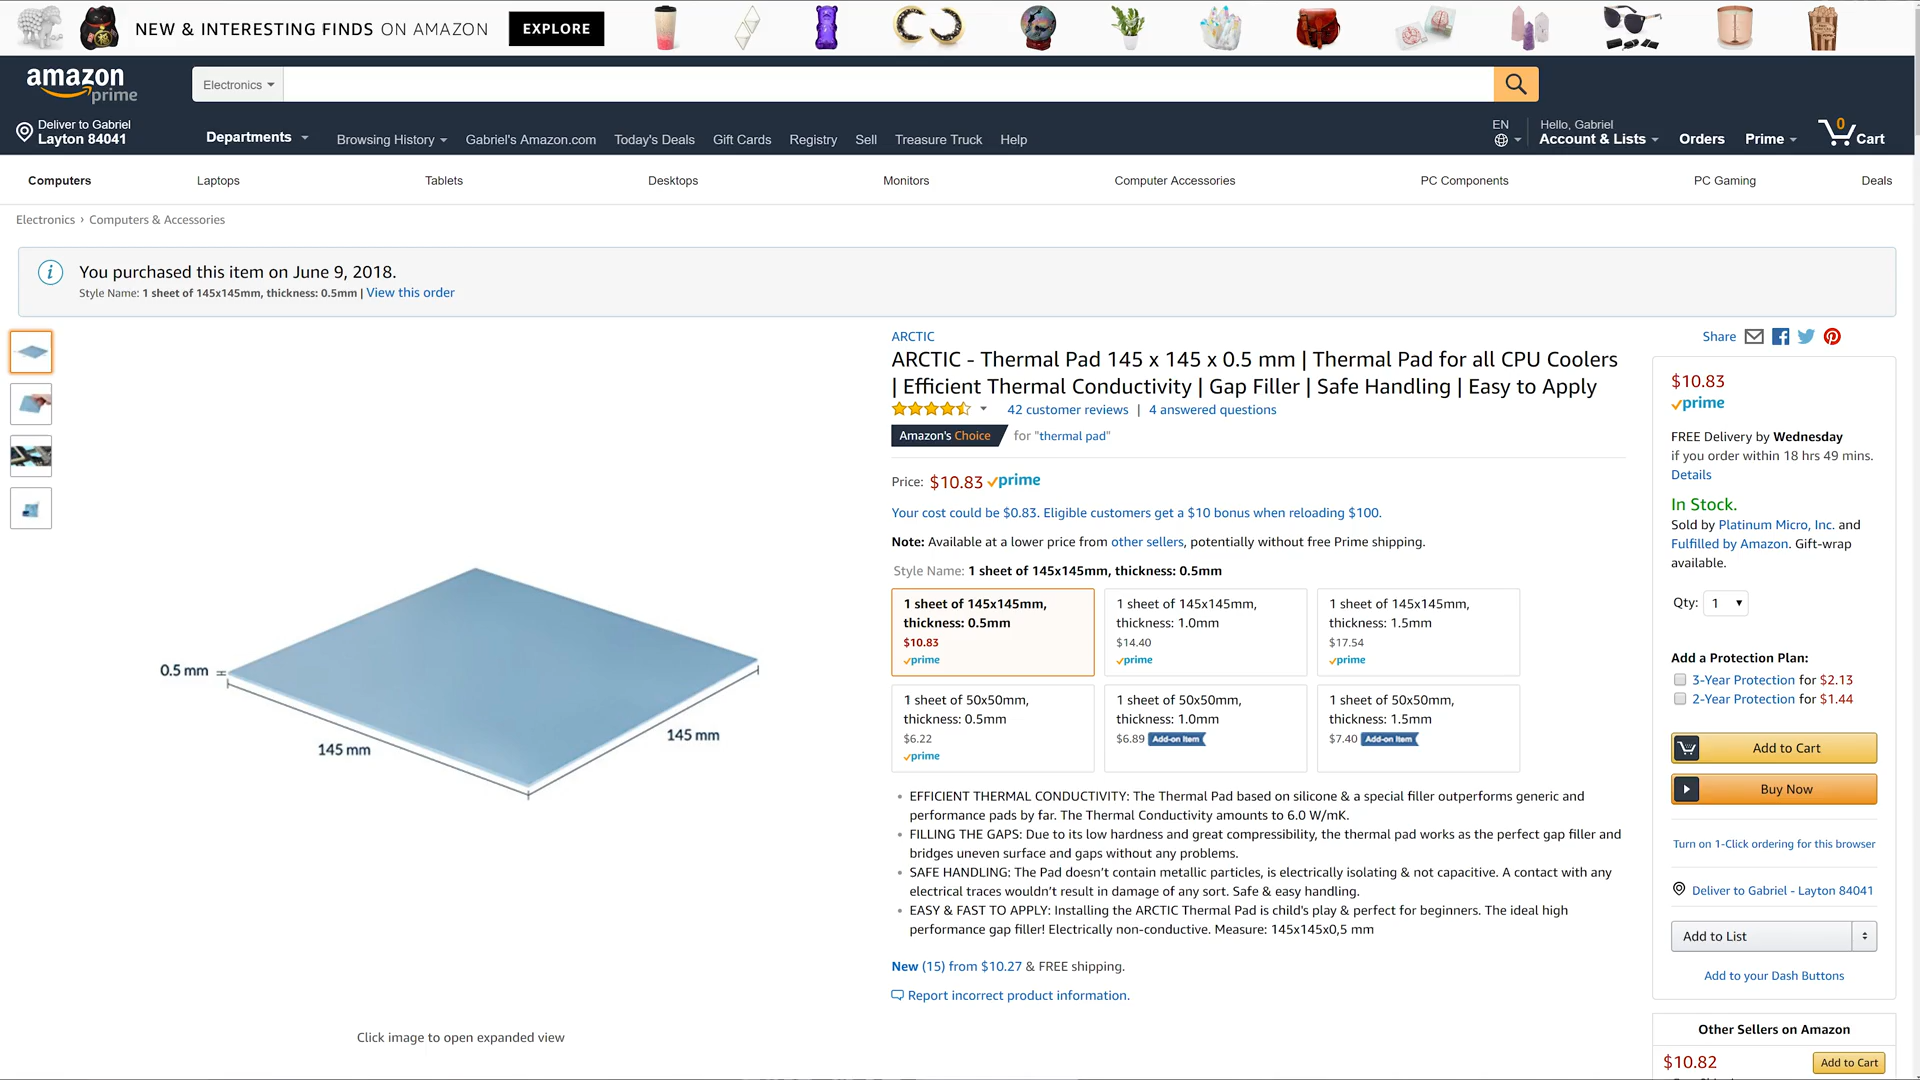 NEW & INTERESTING FINDS ON AMAZON
EXPLORE
amazon
prime
Electronics
Deliver to Gabriel
Layton 84041
Departments
Browsing History
Gabriel's Amazon.com
Today's Deals
Gift Cards
Registry
Sell
Treasure Truck
Help
EN
Hello, Gabriel
Account & Lists
Orders
Prime
0
Cart
Computers
Laptops
Tablets
Desktops
Monitors
Computer Accessories
PC Components
PC Gaming
Deals
Electronics › Computers & Accessories
You purchased this item on June 9, 2018.
Style Name: 1 sheet of 145x145mm, thickness: 0.5mm | View this order
0.5 mm
145 mm
145 mm
Click image to open expanded view
ARCTIC
ARCTIC - Thermal Pad 145 x 145 x 0.5 mm | Thermal Pad for all CPU Coolers
| Efficient Thermal Conductivity | Gap Filler | Safe Handling | Easy to Apply
42 customer reviews | 4 answered questions
Amazon's Choice for "thermal pad"
Price: $10.83 prime
Your cost could be $0.83. Eligible customers get a $10 bonus when reloading $100.
Note: Available at a lower price from other sellers, potentially without free Prime shipping.
Style Name: 1 sheet of 145x145mm, thickness: 0.5mm
1 sheet of 145x145mm,
thickness: 0.5mm
$10.83
prime
1 sheet of 145x145mm,
thickness: 1.0mm
$14.40
prime
1 sheet of 145x145mm,
thickness: 1.5mm
$17.54
prime
1 sheet of 50x50mm,
thickness: 0.5mm
$6.22
prime
1 sheet of 50x50mm,
thickness: 1.0mm
$6.89 Add-on Item
1 sheet of 50x50mm,
thickness: 1.5mm
$7.40 Add-on Item
• EFFICIENT THERMAL CONDUCTIVITY: The Thermal Pad based on silicone & a special filler outperforms generic and
performance pads by far. The Thermal Conductivity amounts to 6.0 W/mK.
• FILLING THE GAPS: Due to its low hardness and great compressibility, the thermal pad works as the perfect gap filler and
bridges uneven surface and gaps without any problems.
• SAFE HANDLING: The Pad doesn't contain metallic particles, is electrically isolating & not capacitive. A contact with any
electrical traces wouldn't result in damage of any sort. Safe & easy handling.
• EASY & FAST TO APPLY: Installing the ARCTIC Thermal Pad is child's play & perfect for beginners. The ideal high
performance gap filler! Electrically non-conductive. Measure: 145x145x0,5 mm
New (15) from $10.27 & FREE shipping.
Report incorrect product information.
Share
$10.83
prime
FREE Delivery by Wednesday
if you order within 18 hrs 49 mins.
Details
In Stock.
Sold by Platinum Micro, Inc. and
Fulfilled by Amazon. Gift-wrap
available.
Qty: 1
Add a Protection Plan:
3-Year Protection for $2.13
2-Year Protection for $1.44
Add to Cart
Buy Now
Turn on 1-Click ordering for this browser
Deliver to Gabriel - Layton 84041
Add to List
Add to your Dash Buttons
Other Sellers on Amazon
$10.82
Add to Cart